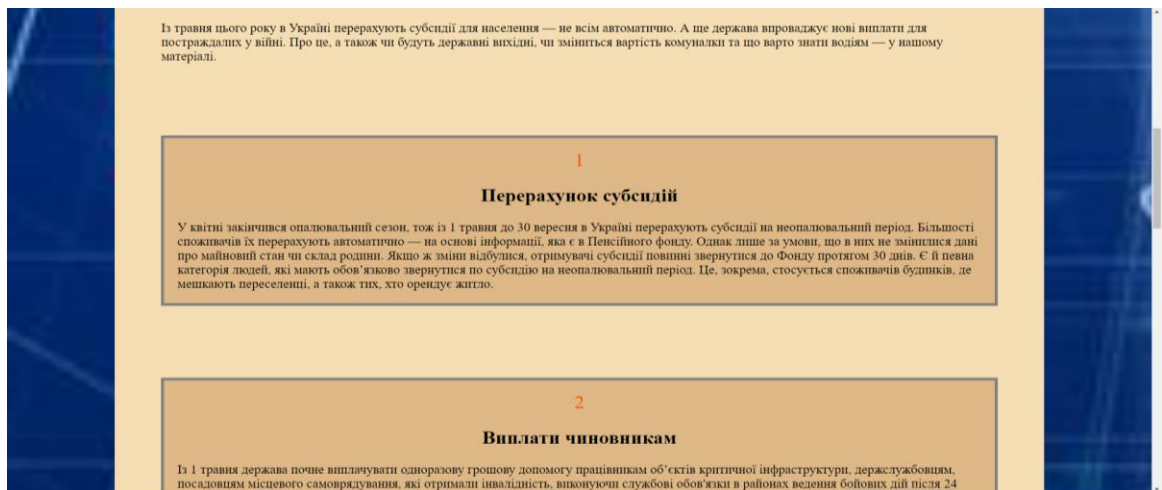 Із травня цього року в Україні перерахують субсидії для населення — не всім автоматично. А ще держава впроваджує нові виплати для
постраждалих у війні. Про це, а також чи будуть державні вихідні, чи зміниться вартість комуналки та що варто знати водіям — у нашому
матеріалі.
1
Перерахунок субсидій
У квітні закінчився опалювальний сезон, тож із 1 травня до 30 вересня в Україні перерахують субсидії на неопалювальний період. Більшості
споживачів їх перерахують автоматично — на основі інформації, яка є в Пенсійного фонду. Однак лише за умови, що в них не змінилися дані
про майновий стан чи склад родини. Якщо ж зміни відбулися, отримувачі субсидії повинні звернутися до Фонду протягом 30 днів. Є й певна
категорія людей, які мають обов’язково звернутися по субсидію на неопалювальний період. Це, зокрема, стосується споживачів будинків, де
мешкають переселенці, а також тих, хто орендує житло.
2
Виплати чиновникам
Із 1 травня держава почне виплачувати одноразову грошову допомогу працівникам об’єктів критичної інфраструктури, держслужбовцям,
посадовцям місцевого самоврядування, які отримали інвалідність, виконуючи службові обов'язки в районах ведення бойових дій після 24